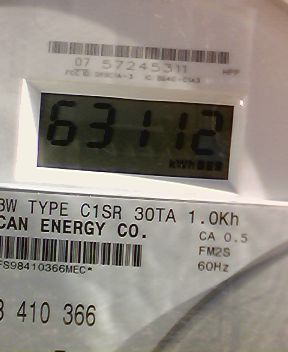 07 57245311
63112
kWh
3W TYPE C1SR 30TA 1.0Kh
CAN ENERGY CO.
CA 0.5
FM2S
FS98410366MEC*
60Hz
3 410 366